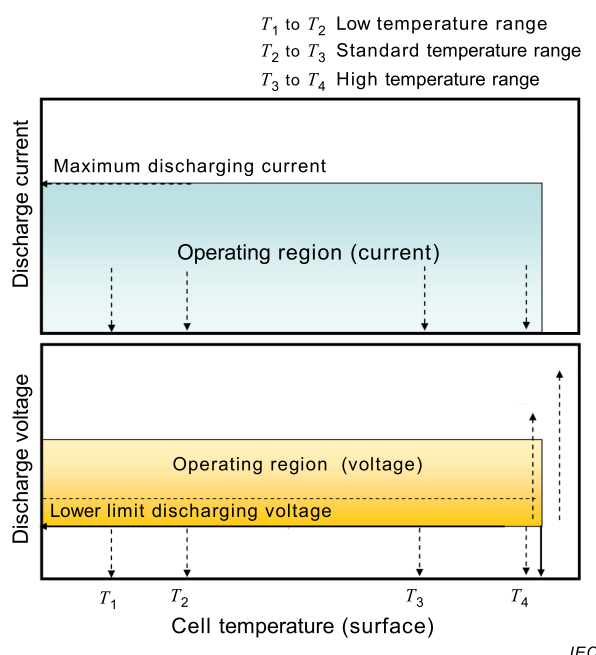 T1 to T2 Low temperature range
T2 to T3 Standard temperature range
T3 to T4 High temperature range
Discharge current
Maximum discharging current
Operating region (current)
Discharge voltage
Operating region (voltage)
Lower limit discharging voltage
T1 T2 T3 T4
Cell temperature (surface)
IEC